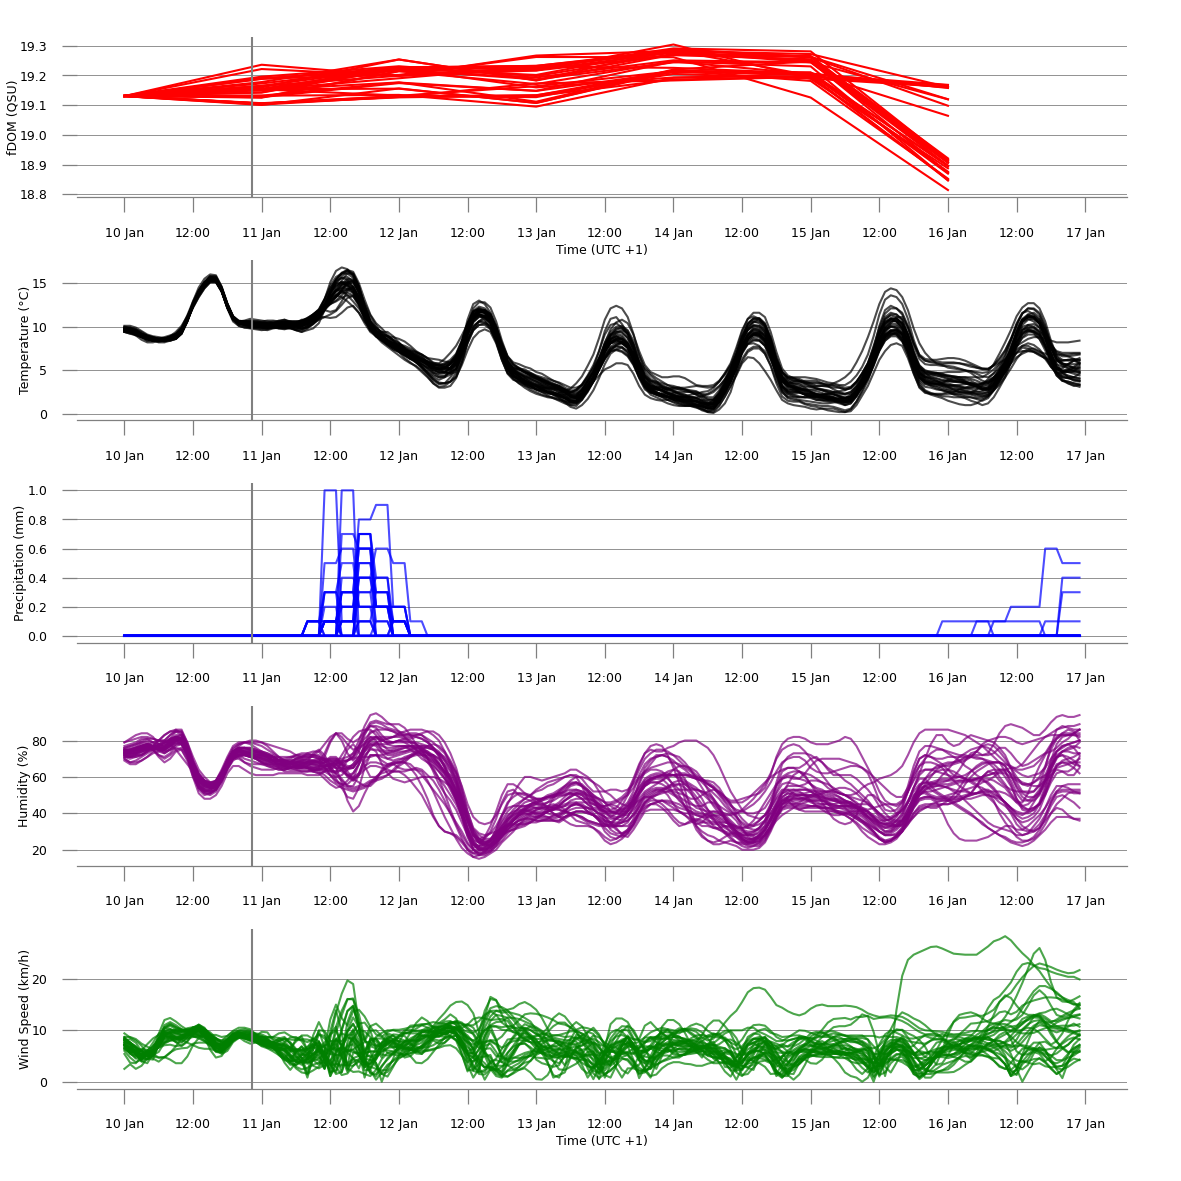 19.3
19.2
19.1
19.0
18.9
18.8
fDOM (QSU)
10 Jan 12:00 11 Jan 12:00 12 Jan 12:00 13 Jan 12:00 14 Jan 12:00 15 Jan 12:00 16 Jan 12:00 17 Jan
Time (UTC +1)
15
10
5
0
Temperature (°C)
10 Jan 12:00 11 Jan 12:00 12 Jan 12:00 13 Jan 12:00 14 Jan 12:00 15 Jan 12:00 16 Jan 12:00 17 Jan
1.0
0.8
0.6
0.4
0.2
0.0
Precipitation (mm)
10 Jan 12:00 11 Jan 12:00 12 Jan 12:00 13 Jan 12:00 14 Jan 12:00 15 Jan 12:00 16 Jan 12:00 17 Jan
80
60
40
20
Humidity (%)
10 Jan 12:00 11 Jan 12:00 12 Jan 12:00 13 Jan 12:00 14 Jan 12:00 15 Jan 12:00 16 Jan 12:00 17 Jan
20
10
0
Wind Speed (km/h)
10 Jan 12:00 11 Jan 12:00 12 Jan 12:00 13 Jan 12:00 14 Jan 12:00 15 Jan 12:00 16 Jan 12:00 17 Jan
Time (UTC +1)